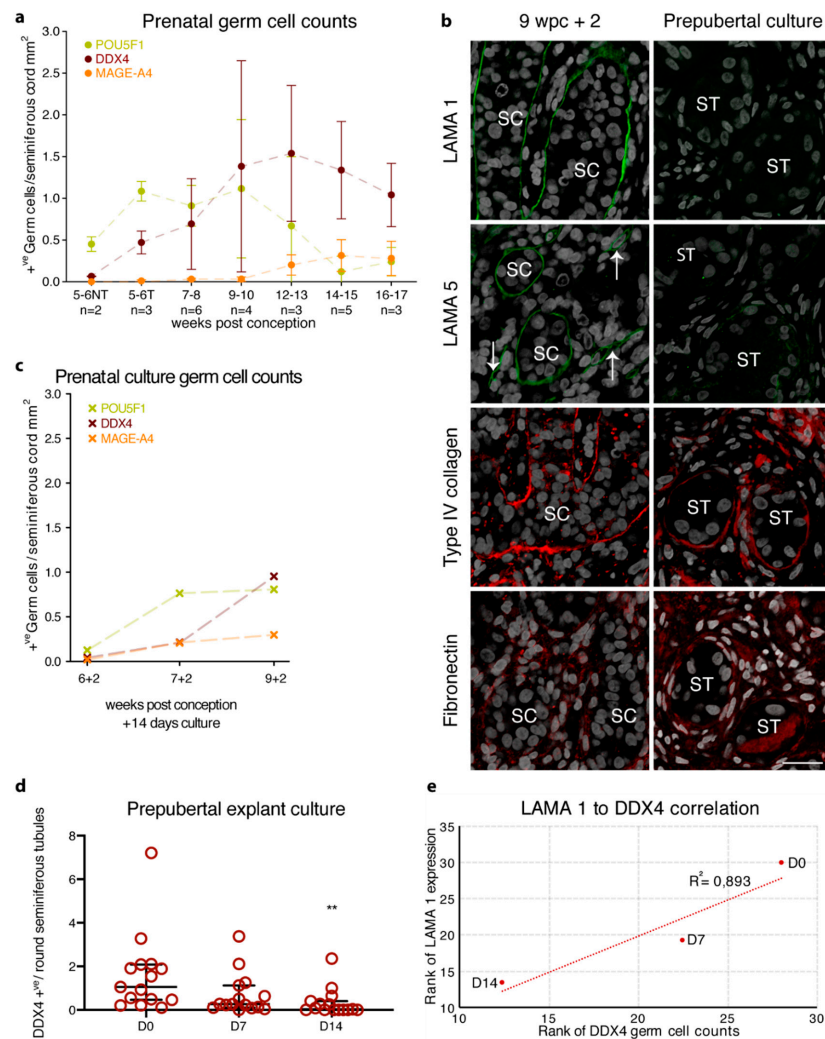 a
Prenatal germ cell counts
POU5F1
DDX4
MAGE-A4
+ve Germ cells/seminiferous cord mm²
3.0
2.5
2.0
1.5
1.0
0.5
0
5-6NT 5-6T 7-8 9-10 12-13 14-15 16-17
n=2 n=3 n=6 n=4 n=3 n=5 n=3
weeks post conception
b
9 wpc + 2 Prepubertal culture
LAMA 1
SC
SC
ST
ST
LAMA 5
SC
SC
ST
ST
Type IV collagen
SC
ST
ST
Fibronectin
SC
SC
ST
ST
c
Prenatal culture germ cell counts
POU5F1
DDX4
MAGE-A4
+ve Germ cells / seminiferous cord mm²
3.0
2.5
2.0
1.5
1.0
0.5
0
6+2 7+2 9+2
weeks post conception
+14 days culture
d
Prepubertal explant culture
DDX4 +ve/ round seminiferous tubules
8
6
4
2
0
**
D0 D7 D14
e
LAMA 1 to DDX4 correlation
Rank of LAMA 1 expression
35
30
25
20
15
10
R²= 0,893
D0
D7
D14
10 15 20 25 30
Rank of DDX4 germ cell counts